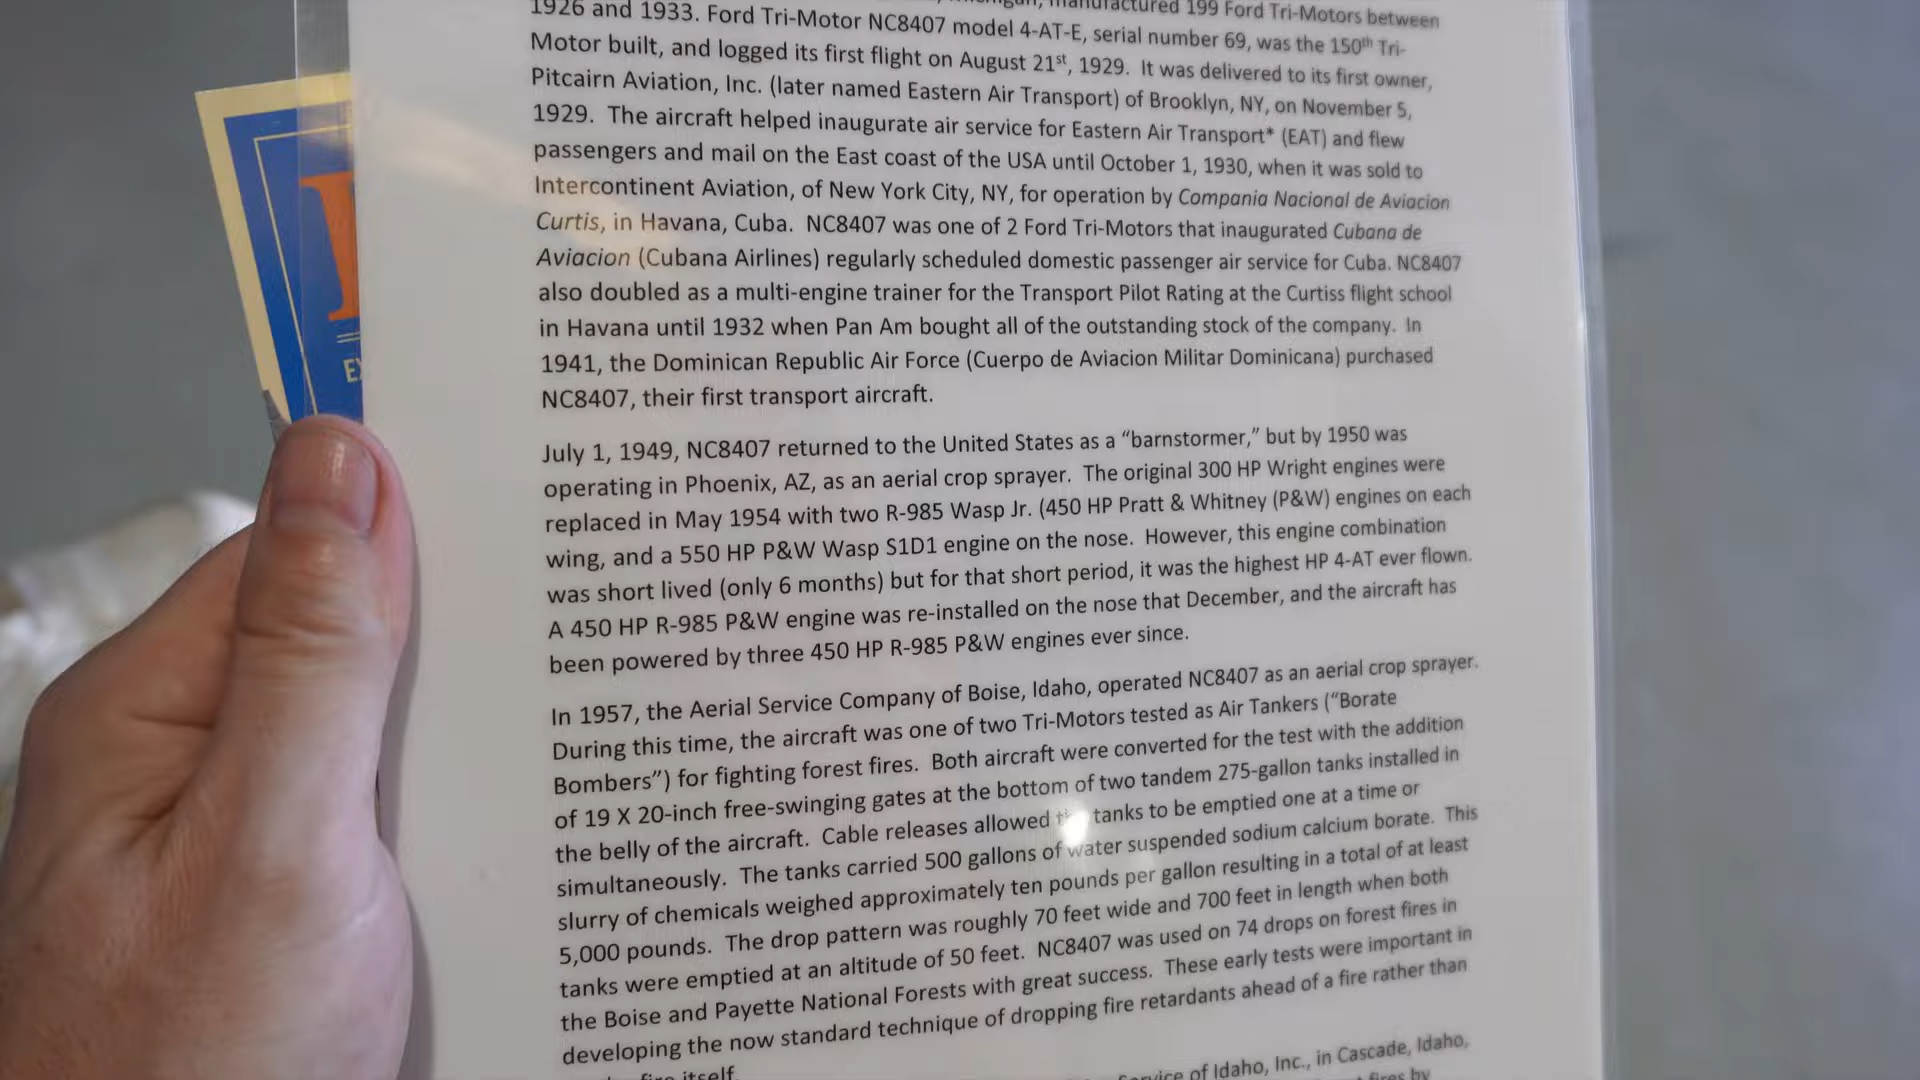 manufactured 199 Ford Tri-Motors between
1926 and 1933. Ford Tri-Motor NC8407 model 4-AT-E, serial number 69, was the 150th Tri-
Motor built, and logged its first flight on August 21st, 1929. It was delivered to its first owner,
Pitcairn Aviation, Inc. (later named Eastern Air Transport) of Brooklyn, NY, on November 5,
1929. The aircraft helped inaugurate air service for Eastern Air Transport* (EAT) and flew
passengers and mail on the East coast of the USA until October 1, 1930, when it was sold to
Intercontinent Aviation, of New York City, NY, for operation by Compania Nacional de Aviacion
Curtis, in Havana, Cuba. NC8407 was one of 2 Ford Tri-Motors that inaugurated Cubana de
Aviacion (Cubana Airlines) regularly scheduled domestic passenger air service for Cuba. NC8407
also doubled as a multi-engine trainer for the Transport Pilot Rating at the Curtiss flight school
in Havana until 1932 when Pan Am bought all of the outstanding stock of the company. In
1941, the Dominican Republic Air Force (Cuerpo de Aviacion Militar Dominicana) purchased
NC8407, their first transport aircraft.
July 1, 1949, NC8407 returned to the United States as a “barnstormer,” but by 1950 was
operating in Phoenix, AZ, as an aerial crop sprayer. The original 300 HP Wright engines were
replaced in May 1954 with two R-985 Wasp Jr. (450 HP Pratt & Whitney (P&W) engines on each
wing, and a 550 HP P&W Wasp S1D1 engine on the nose. However, this engine combination
was short lived (only 6 months) but for that short period, it was the highest HP 4-AT ever flown.
A 450 HP R-985 P&W engine was re-installed on the nose that December, and the aircraft has
been powered by three 450 HP R-985 P&W engines ever since.
In 1957, the Aerial Service Company of Boise, Idaho, operated NC8407 as an aerial crop sprayer.
During this time, the aircraft was one of two Tri-Motors tested as Air Tankers (“Borate
Bombers”) for fighting forest fires. Both aircraft were converted for the test with the addition
of 19 X 20-inch free-swinging gates at the bottom of two tandem 275-gallon tanks installed in
the belly of the aircraft. Cable releases allowed tanks to be emptied one at a time or
simultaneously. The tanks carried 500 gallons of water suspended sodium calcium borate. This
slurry of chemicals weighed approximately ten pounds per gallon resulting in a total of at least
5,000 pounds. The drop pattern was roughly 70 feet wide and 700 feet in length when both
tanks were emptied at an altitude of 50 feet. NC8407 was used on 74 drops on forest fires in
the Boise and Payette National Forests with great success. These early tests were important in
developing the now standard technique of dropping fire retardants ahead of a fire rather than
fire itself.
of Idaho, Inc., in Cascade, Idaho,
fires by